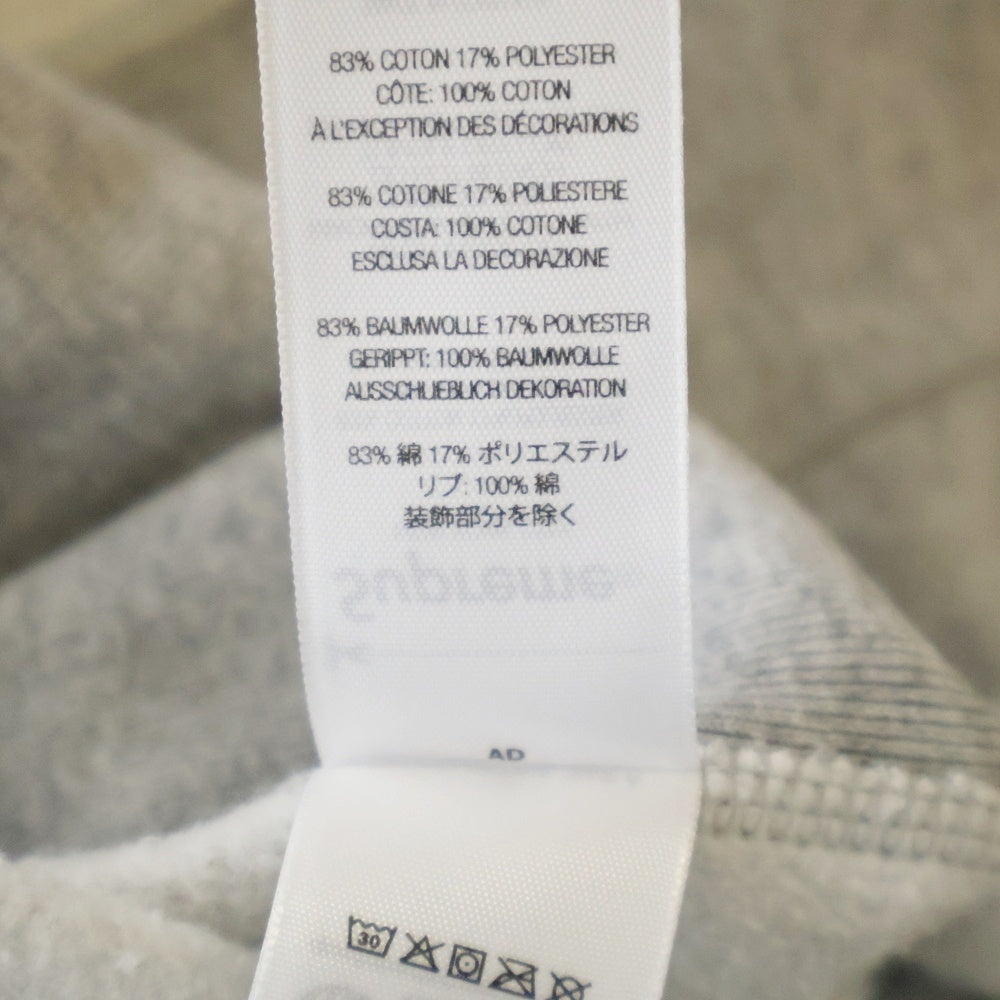 83% COTON 17% POLYESTER
CÔTE: 100% COTON
À L'EXCEPTION DES DÉCORATIONS
83% COTONE 17% POLIESTERE
COSTA: 100% COTONE
ESCLUSA LA DECORAZIONE
83% BAUMWOLLE 17% POLYESTER
GERIPPT: 100% BAUMWOLLE
AUSSCHLIEBLICH DEKORATION
83% 綿 17% ポリエステル
リブ: 100% 綿
装飾部分を除く
Supreme
AD
30